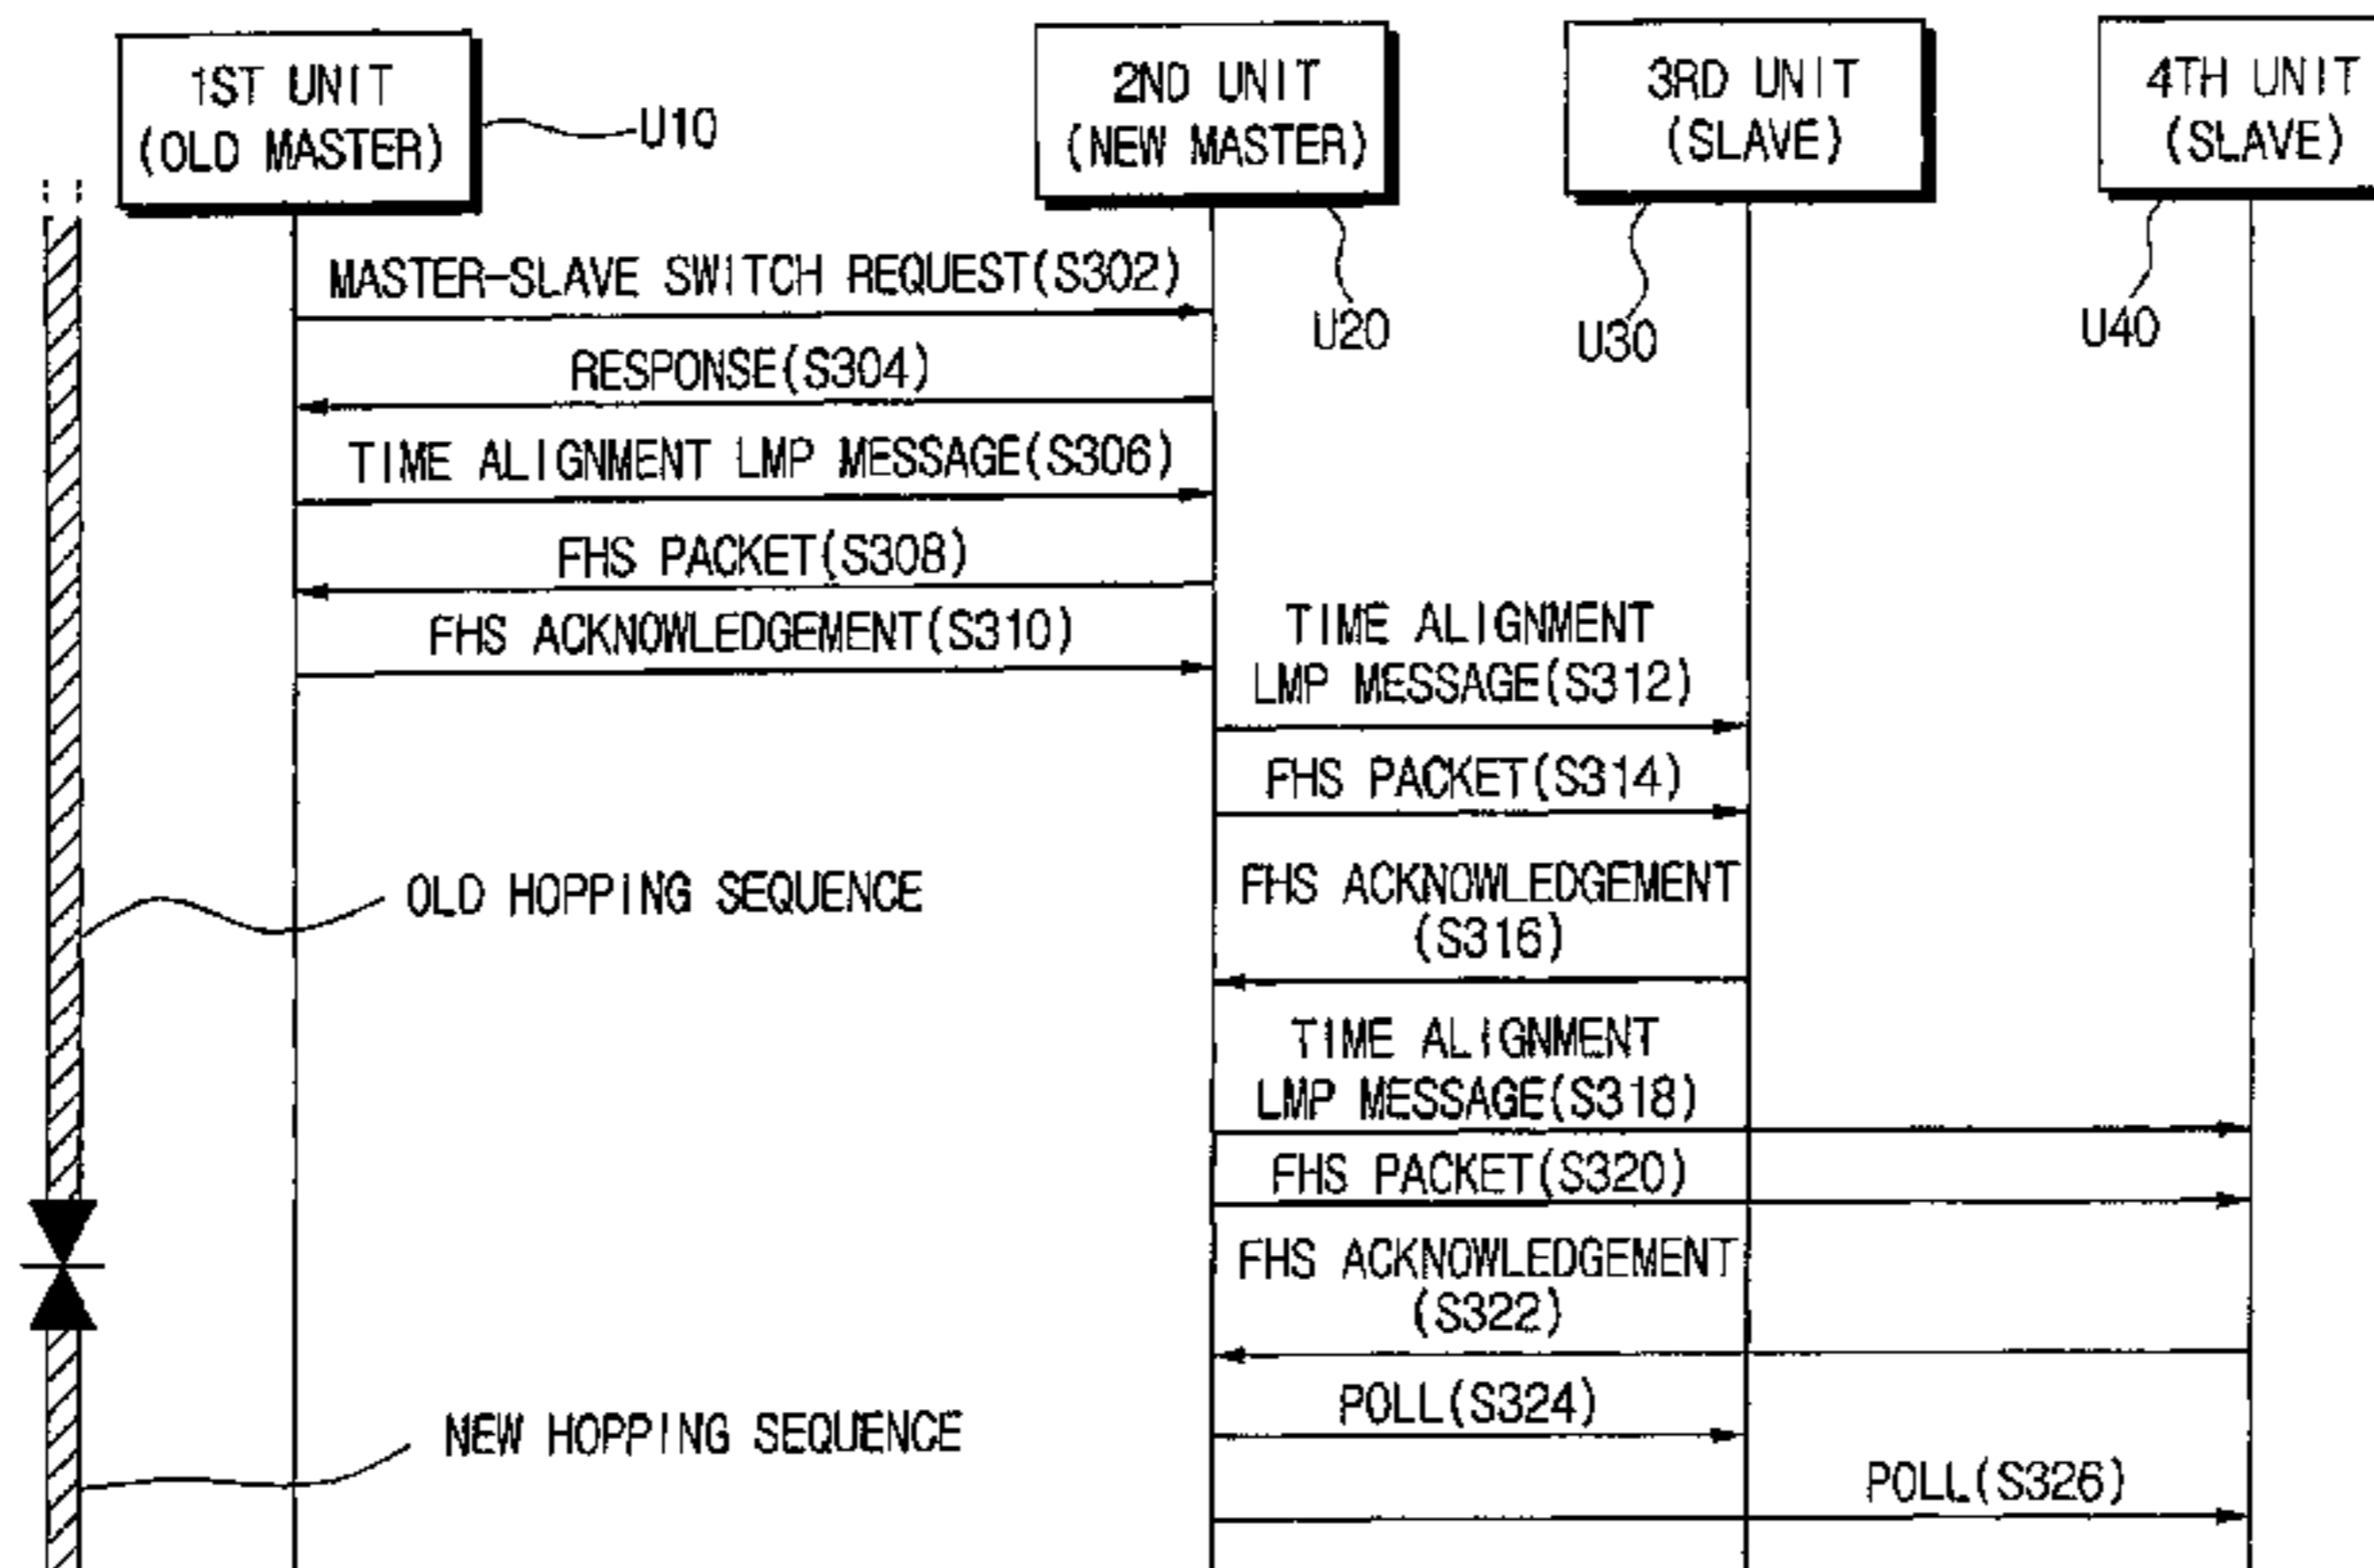 1ST UNIT
(OLD MASTER)
U10
2ND UNIT
(NEW MASTER)
U20
3RD UNIT
(SLAVE)
U30
4TH UNIT
(SLAVE)
U40
MASTER-SLAVE SWITCH REQUEST(S302)
RESPONSE(S304)
TIME ALIGNMENT LMP MESSAGE(S306)
FHS PACKET(S308)
FHS ACKNOWLEDGEMENT(S310)
TIME ALIGNMENT
LMP MESSAGE(S312)
FHS PACKET(S314)
OLD HOPPING SEQUENCE
FHS ACKNOWLEDGEMENT
(S316)
TIME ALIGNMENT
LMP MESSAGE(S318)
FHS PACKET(S320)
FHS ACKNOWLEDGEMENT
(S322)
POLL(S324)
NEW HOPPING SEQUENCE
POLL(S326)